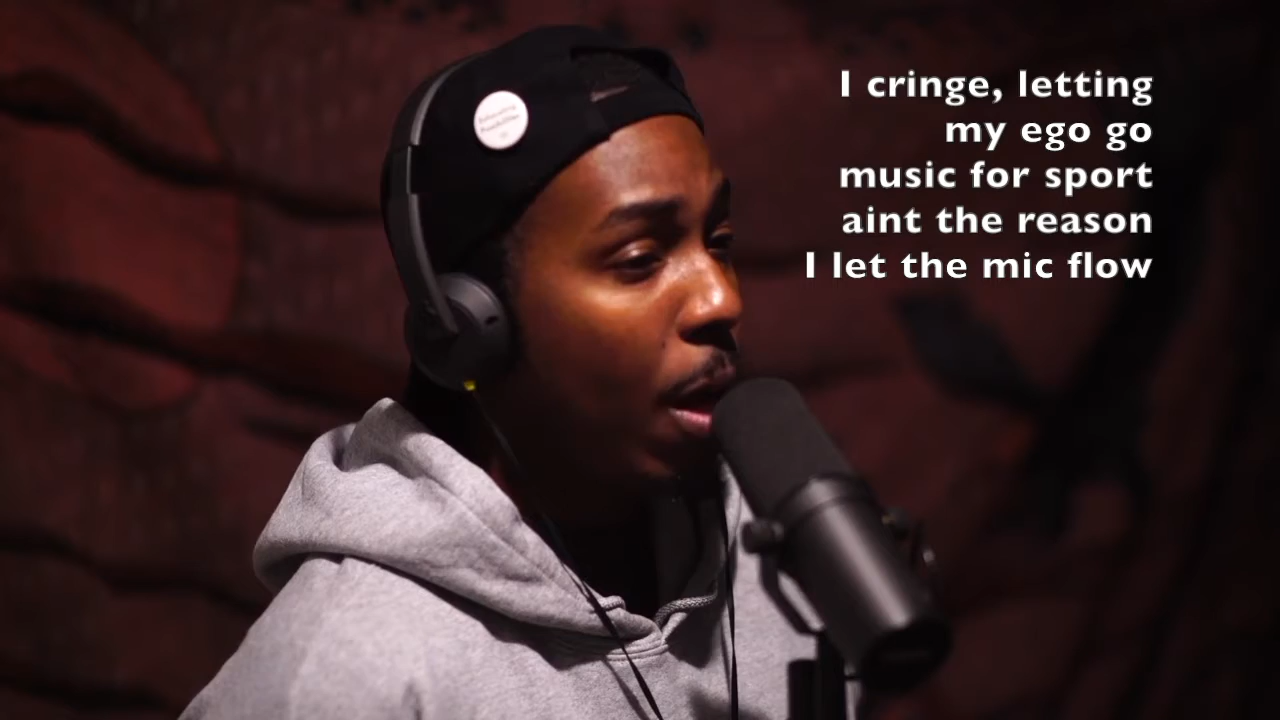 I cringe, letting
my ego go
music for sport
aint the reason
I let the mic flow